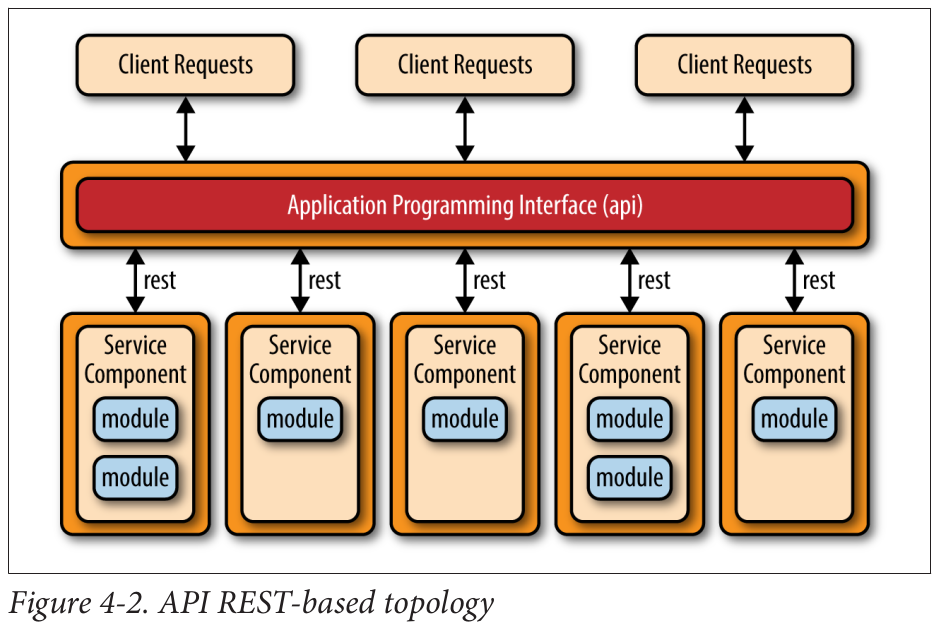 Client Requests
Client Requests
Client Requests
Application Programming Interface (api)
rest
rest
rest
rest
rest
Service
Component
module
module
Service
Component
module
Service
Component
module
Service
Component
module
module
Service
Component
module
Figure 4-2. API REST-based topology